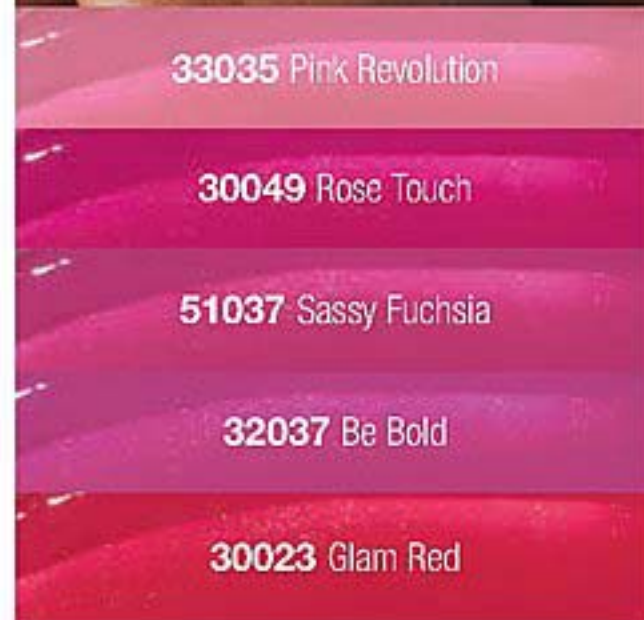 33035 Pink Revolution
30049 Rose Touch
51037 Sassy Fuchsia
32037 Be Bold
30023 Glam Red